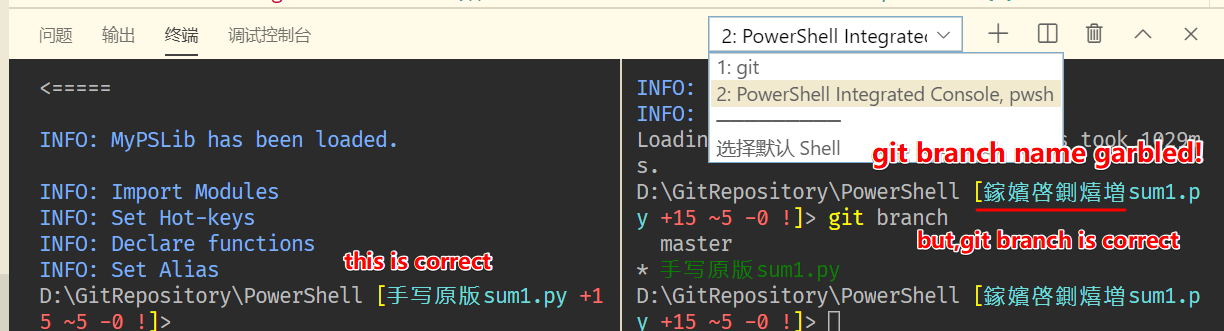 问题 输出 终端 调试控制台 2: PowerShell Integrate
1: git
2: PowerShell Integrated Console, pwsh
选择默认 Shell
<=====
INFO: MyPSLib has been loaded.
INFO: Import Modules
INFO: Set Hot-keys
INFO: Declare functions
INFO: Set Alias
D:\GitRepository\PowerShell [手写原版sum1.py +1
5 ~5 -0 !]>
this is correct
INFO:
INFO:
Loadin s took 1029m
s.
git branch name garbled!
D:\GitRepository\PowerShell [鎵嬪啓鍘熺増sum1.p
y +15 ~5 -0 !]> git branch
but,git branch is correct
master
* 手写原版sum1.py
D:\GitRepository\PowerShell [鎵嬪啓鍘熺増sum1.p
y +15 ~5 -0 !]>